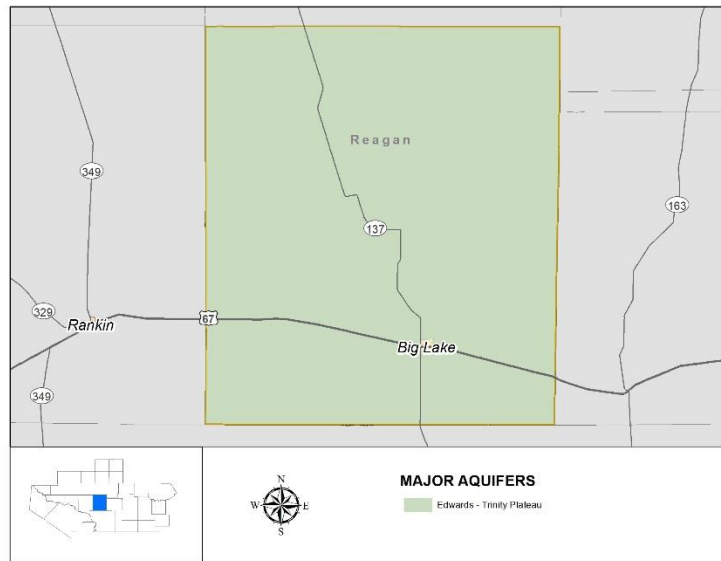 Reagan
349
163
137
329
67
Rankin
Big Lake
349
N
W E
S
MAJOR AQUIFERS
Edwards - Trinity Plateau